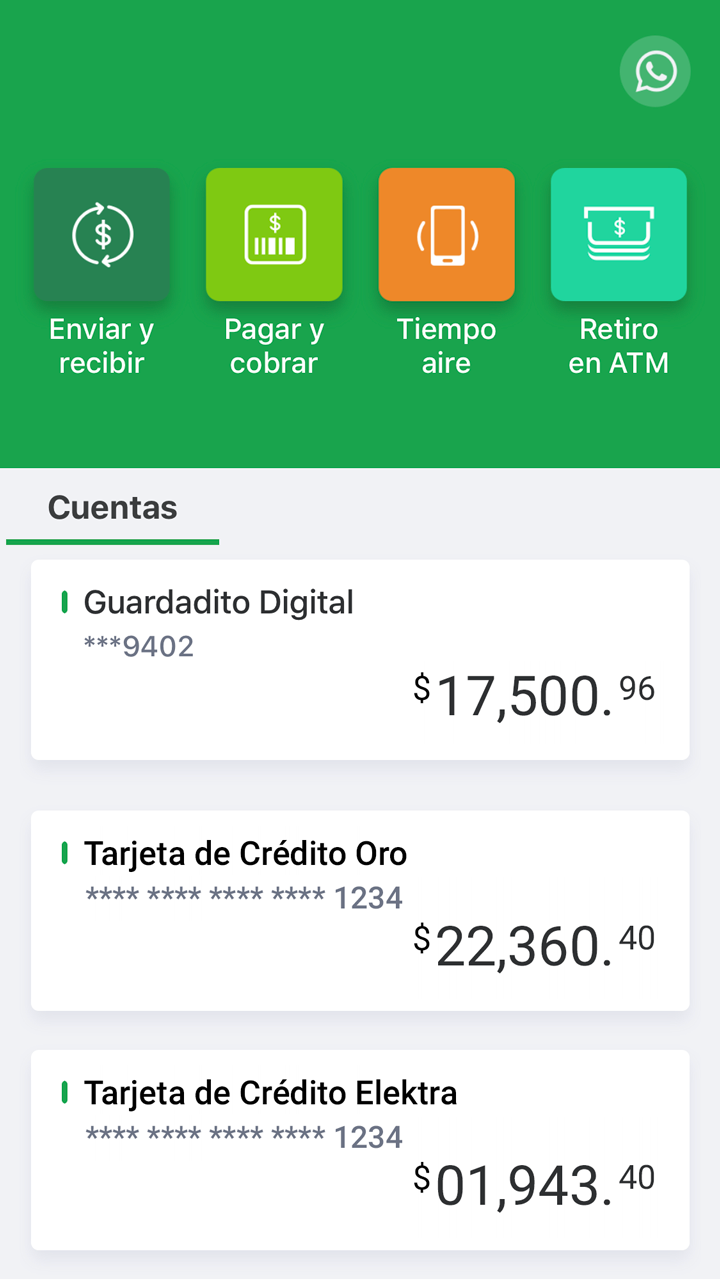 Enviar y
recibir
Pagar y
cobrar
Tiempo
aire
Retiro
en ATM
Cuentas
Guardadito Digital
***9402
$17,500.96
Tarjeta de Crédito Oro
**** **** **** **** 1234
$22,360.40
Tarjeta de Crédito Elektra
**** **** **** **** 1234
$01,943.40